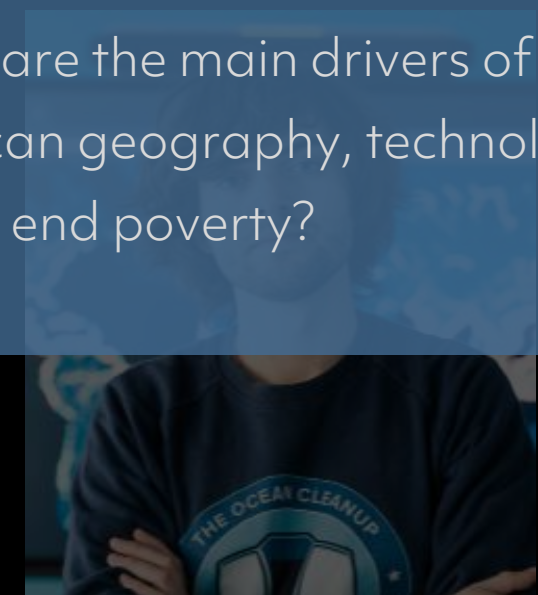 are the main drivers of
can geography, technol
end poverty?
THE OCEAN CLEANUP